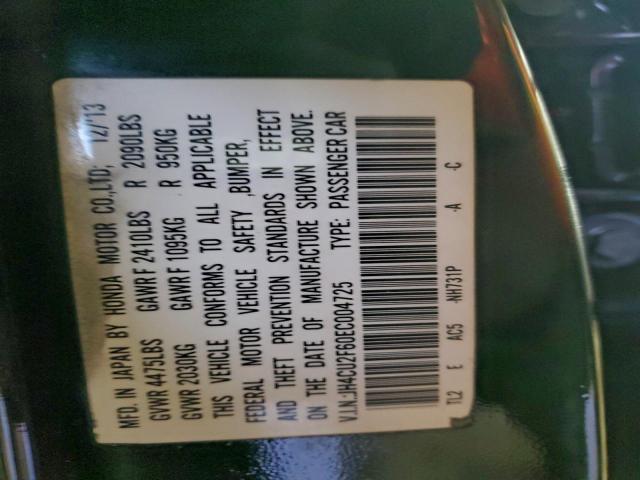 MFD. IN JAPAN BY HONDA MOTOR CO.,LTD; 12/'13
GVWR 4475LBS GAWR F 2410LBS R 2090LBS
GVWR 2030KG GAWR F 1095KG R 950KG
THIS VEHICLE CONFORMS TO ALL APPLICABLE
FEDERAL MOTOR VEHICLE SAFETY ,BUMPER,
AND THEFT PREVENTION STANDARDS IN EFFECT
ON THE DATE OF MANUFACTURE SHOWN ABOVE.
V.I.N.:JH4CU2F60EC004725 TYPE: PASSENGER CAR
TL2 E AC5 -NH731P -A -C